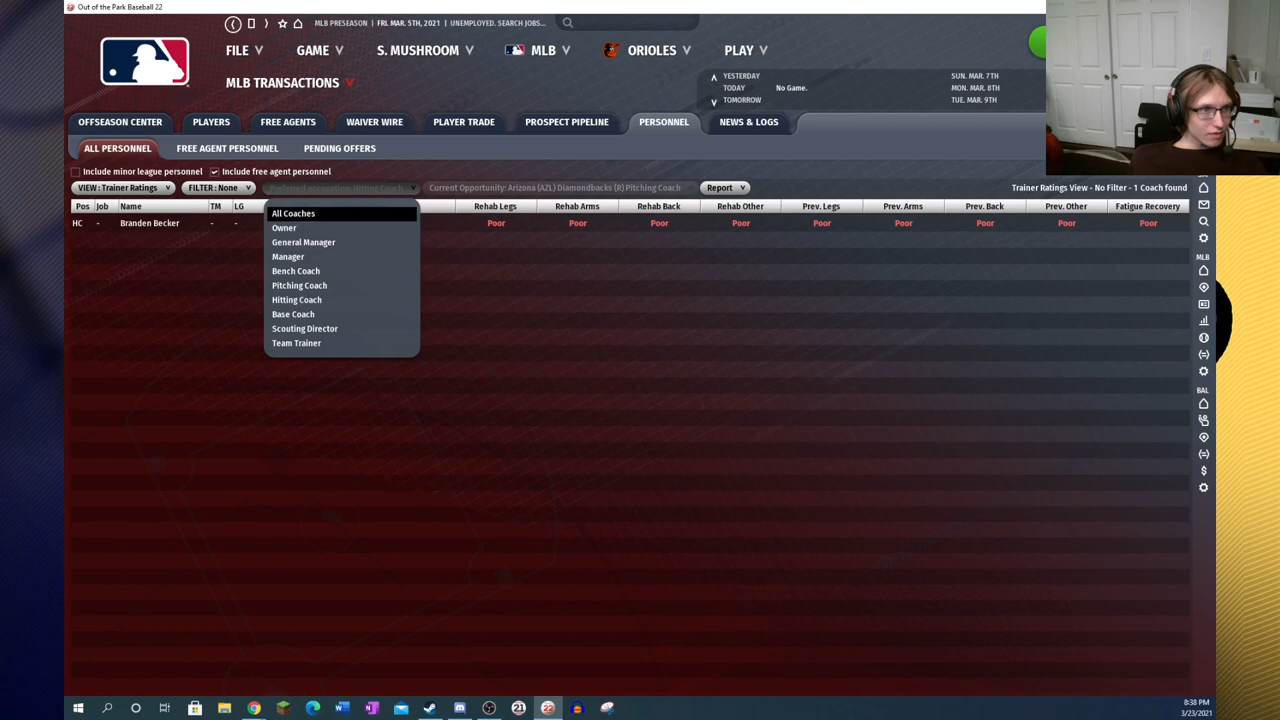 Out of the Park Baseball 22
MLB PRESEASON | FRI. MAR. 5TH, 2021 | UNEMPLOYED. SEARCH JOBS...
FILE GAME S. MUSHROOM MLB ORIOLES PLAY
MLB TRANSACTIONS
YESTERDAY SUN. MAR. 7TH
TODAY No Game. MON. MAR. 8TH
TOMORROW TUE. MAR. 9TH
OFFSEASON CENTER PLAYERS FREE AGENTS WAIVER WIRE PLAYER TRADE PROSPECT PIPELINE PERSONNEL NEWS & LOGS
ALL PERSONNEL FREE AGENT PERSONNEL PENDING OFFERS
Include minor league personnel Include free agent personnel
VIEW : Trainer Ratings FILTER : None Preferred occupation: Hitting Coach Current Opportunity: Arizona (A2L) Diamondbacks (R) Pitching Coach Report Trainer Ratings View - No Filter - 1 Coach found
Pos Job Name TM LG Rehab Legs Rehab Arms Rehab Back Rehab Other Prev. Legs Prev. Arms Prev. Back Prev. Other Fatigue Recovery
HC - Branden Becker - - Poor Poor Poor Poor Poor Poor Poor Poor Poor
All Coaches
Owner
General Manager
Manager
Bench Coach
Pitching Coach
Hitting Coach
Base Coach
Scouting Director
Team Trainer
MLB
BAL
21 22
8:38 PM
3/23/2021